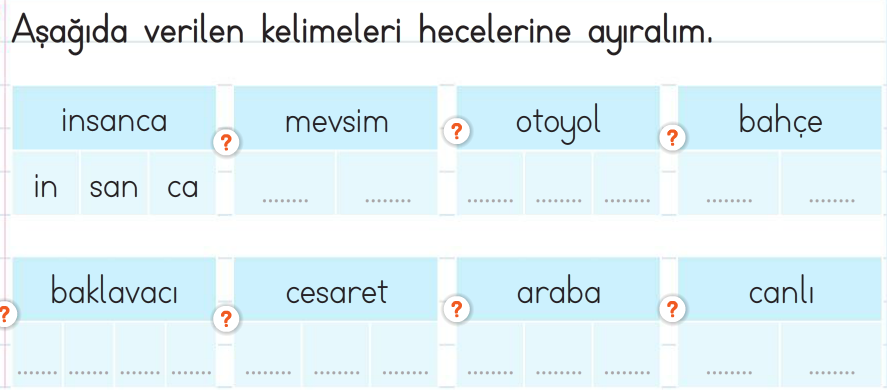 Aşağıda verilen kelimeleri hecelerine ayıralım.
insanca mevsim otoyol bahçe
? ? ?
in san ca ........ ........ ........ ........ ........ ........ ........
baklavacı cesaret araba canlı
? ? ? ?
........ ........ ........ ........ ........ ........ ........ ........ ........ ........ ........ ........